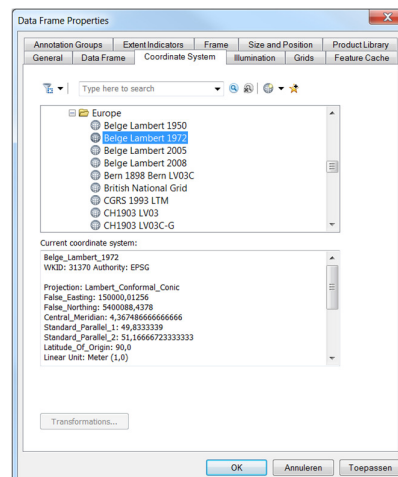 Data Frame Properties
Annotation Groups Extent Indicators Frame Size and Position Product Library
General Data Frame Coordinate System Illumination Grids Feature Cache
Type here to search
Europe
Belge Lambert 1950
Belge Lambert 1972
Belge Lambert 2005
Belge Lambert 2008
Bern 1898 Bern LV03C
British National Grid
CGRS 1993 LTM
CH1903 LV03
CH1903 LV03C-G
Current coordinate system:
Belge_Lambert_1972
WKID: 31370 Authority: EPSG
Projection: Lambert_Conformal_Conic
False_Easting: 150000,01256
False_Northing: 5400088,4378
Central_Meridian: 4,367486666666666
Standard_Parallel_1: 49,8333339
Standard_Parallel_2: 51,16666723333333
Latitude_Of_Origin: 90,0
Linear Unit: Meter (1,0)
Transformations...
OK Annuleren Toepassen